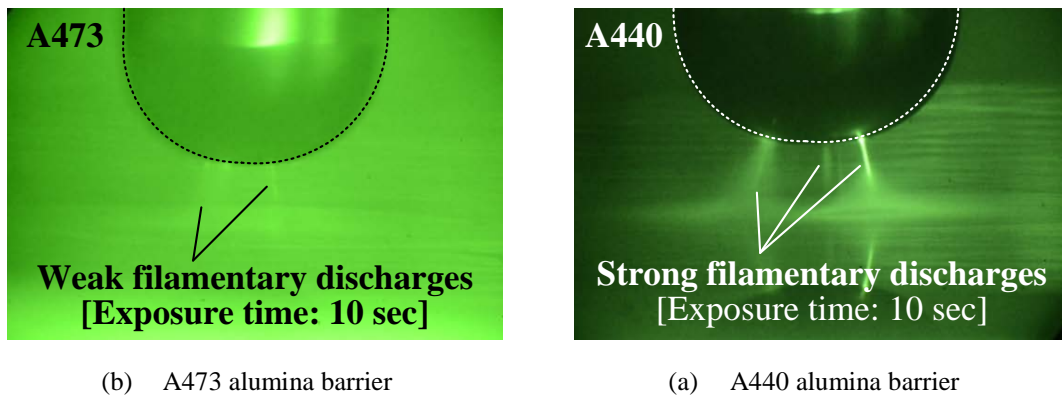 A473
Weak filamentary discharges
[Exposure time: 10 sec]
(b) A473 alumina barrier
A440
Strong filamentary discharges
[Exposure time: 10 sec]
(a) A440 alumina barrier